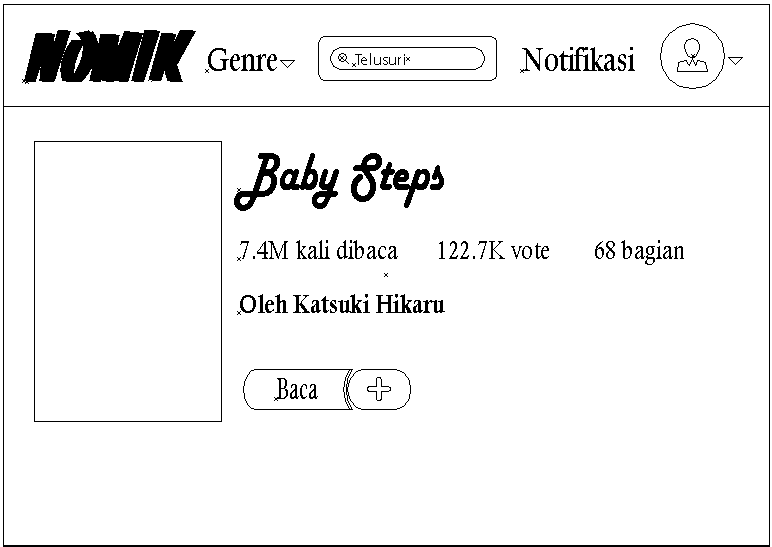 NOMIK Genre Telusuri Notifikasi
Baby Steps
7.4M kali dibaca 122.7K vote 68 bagian
Oleh Katsuki Hikaru
Baca